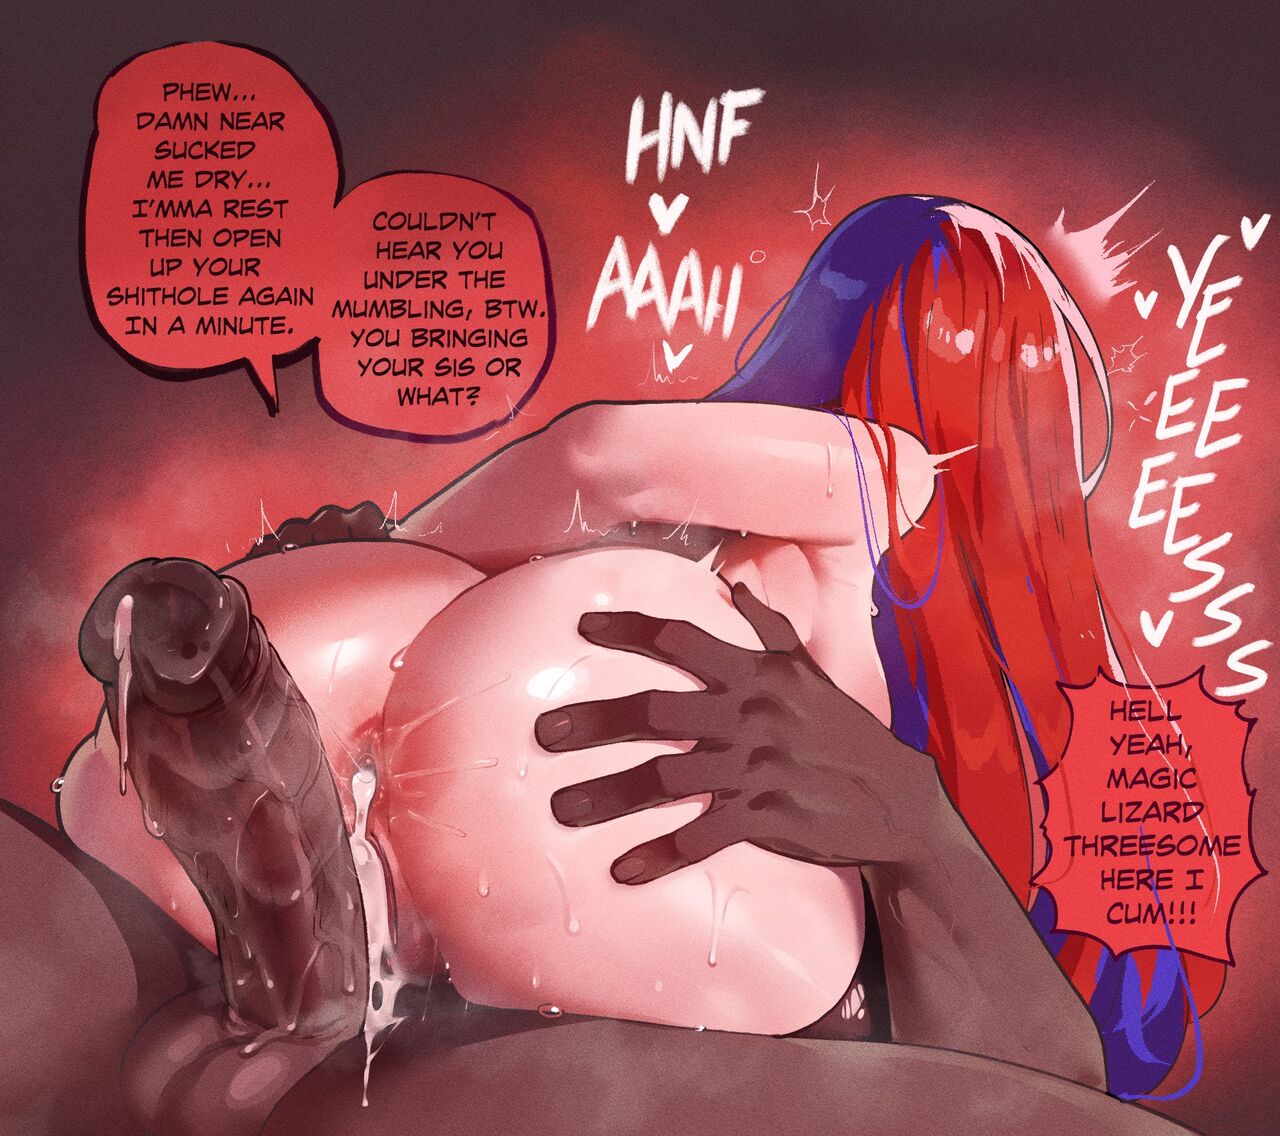 PHEW...
DAMN NEAR
SUCKED
ME DRY...
I'MMA REST
THEN OPEN
UP YOUR
SHITHOLE AGAIN
IN A MINUTE.
COULDN'T
HEAR YOU
UNDER THE
MUMBLING, BTW.
YOU BRINGING
YOUR SIS OR
WHAT?
HNF
AAAH
YEEEEEESSSS
HELL
YEAH,
MAGIC
LIZARD
THREESOME
HERE I
CUM!!!